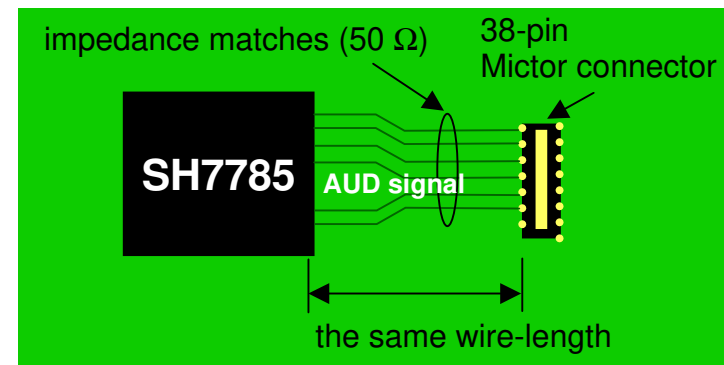 impedance matches (50 Ω)
38-pin
Mictor connector
SH7785
AUD signal
the same wire-length